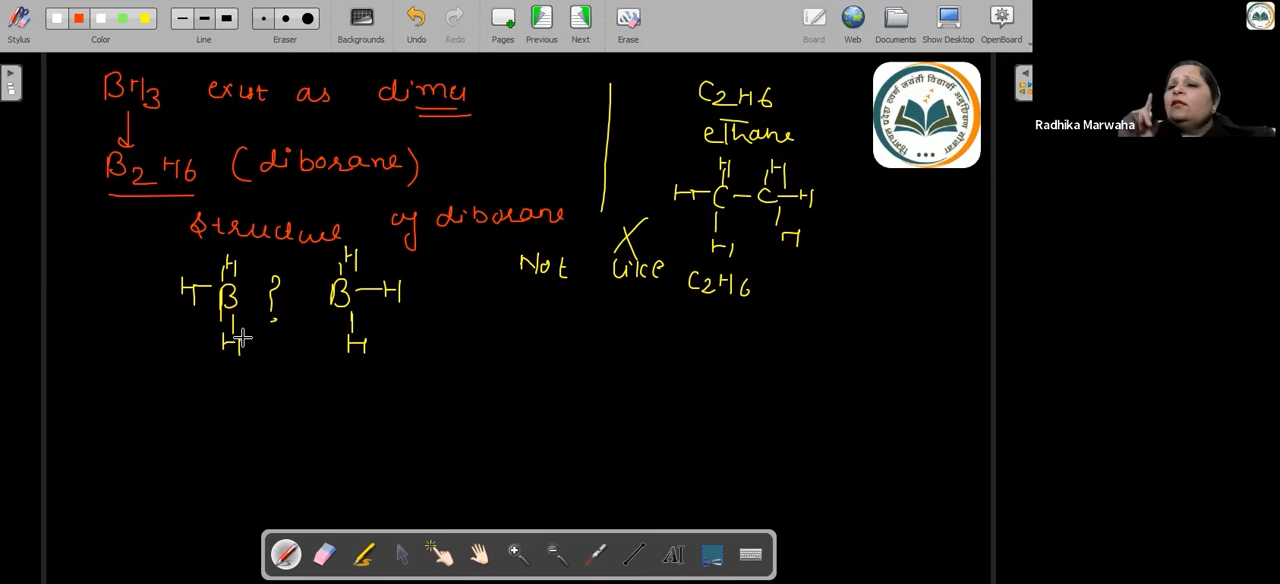 Stylus
Color
Line
Eraser
Backgrounds
Undo
Redo
Pages
Previous
Next
Erase
Board
Web
Documents
Show Desktop
OpenBoard
BH3 exist as dimer
B2H6 (diborane)
Structure of diborane
H H
H B ? B H
H H
C2H6
ethane
H H
H C C H
H H
Not like C2H6
Radhika Marwaha
AI